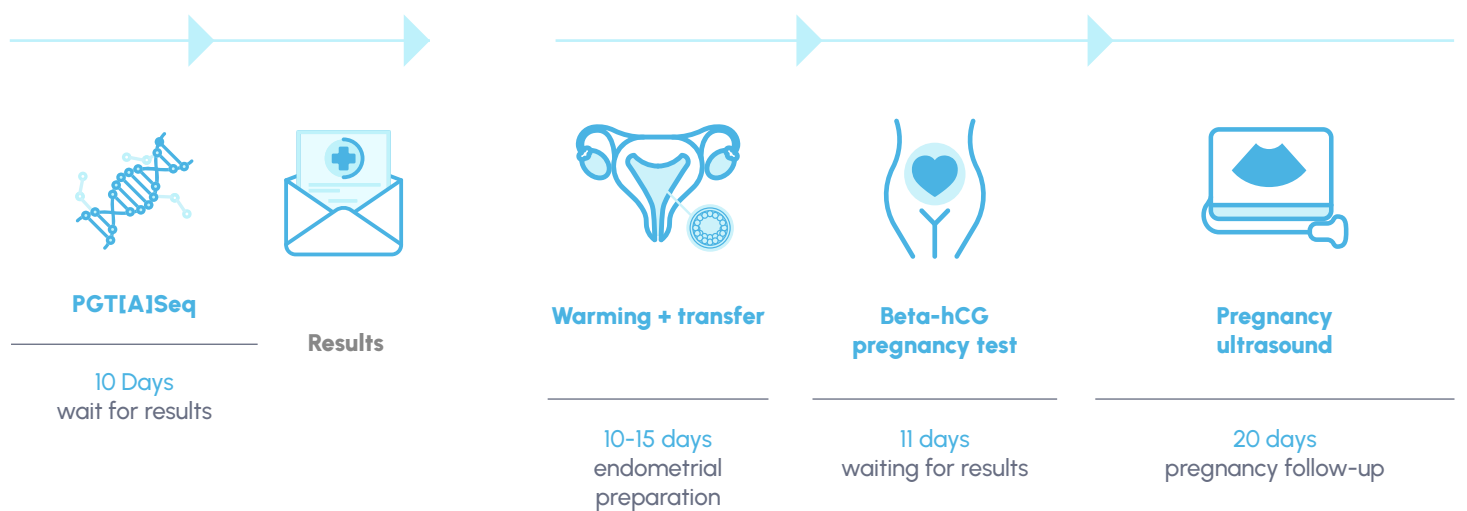 PGT[A]Seq
10 Days
wait for results
Results
Warming + transfer
10-15 days
endometrial
preparation
Beta-hCG
pregnancy test
11 days
waiting for results
Pregnancy
ultrasound
20 days
pregnancy follow-up